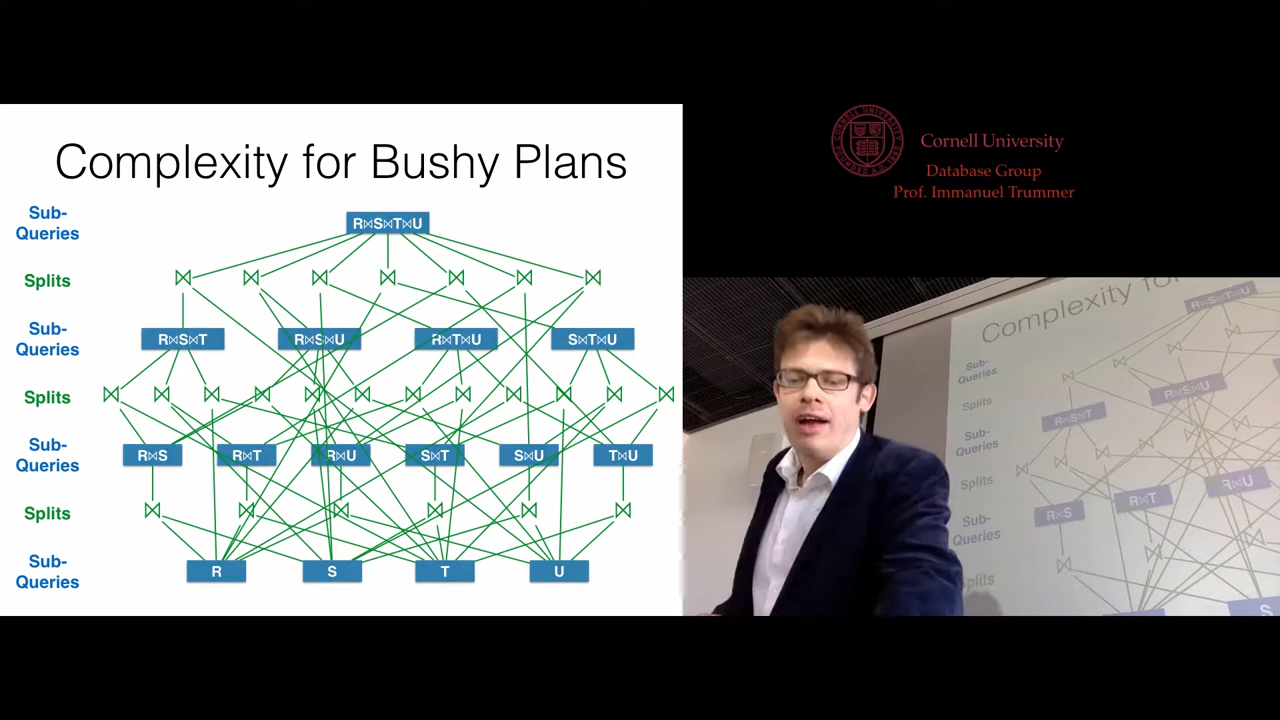 Complexity for Bushy Plans
Sub-
Queries
R⋈S⋈T⋈U
Splits
⋈ ⋈ ⋈ ⋈ ⋈ ⋈ ⋈
Sub-
Queries
R⋈S⋈T R⋈S⋈U R⋈T⋈U S⋈T⋈U
Splits
⋈ ⋈ ⋈ ⋈ ⋈ ⋈ ⋈ ⋈ ⋈ ⋈ ⋈ ⋈
Sub-
Queries
R⋈S R⋈T R⋈U S⋈T S⋈U T⋈U
Splits
⋈ ⋈ ⋈ ⋈ ⋈ ⋈
Sub-
Queries
R S T U
Cornell University
Database Group
Prof. Immanuel Trummer
Complexity for
R⋈S⋈T⋈U
Sub-
Queries
Splits
Sub-
Queries
R⋈S⋈T R⋈S⋈U
Splits
Sub-
Queries
R⋈S R⋈T R⋈U
Splits
S